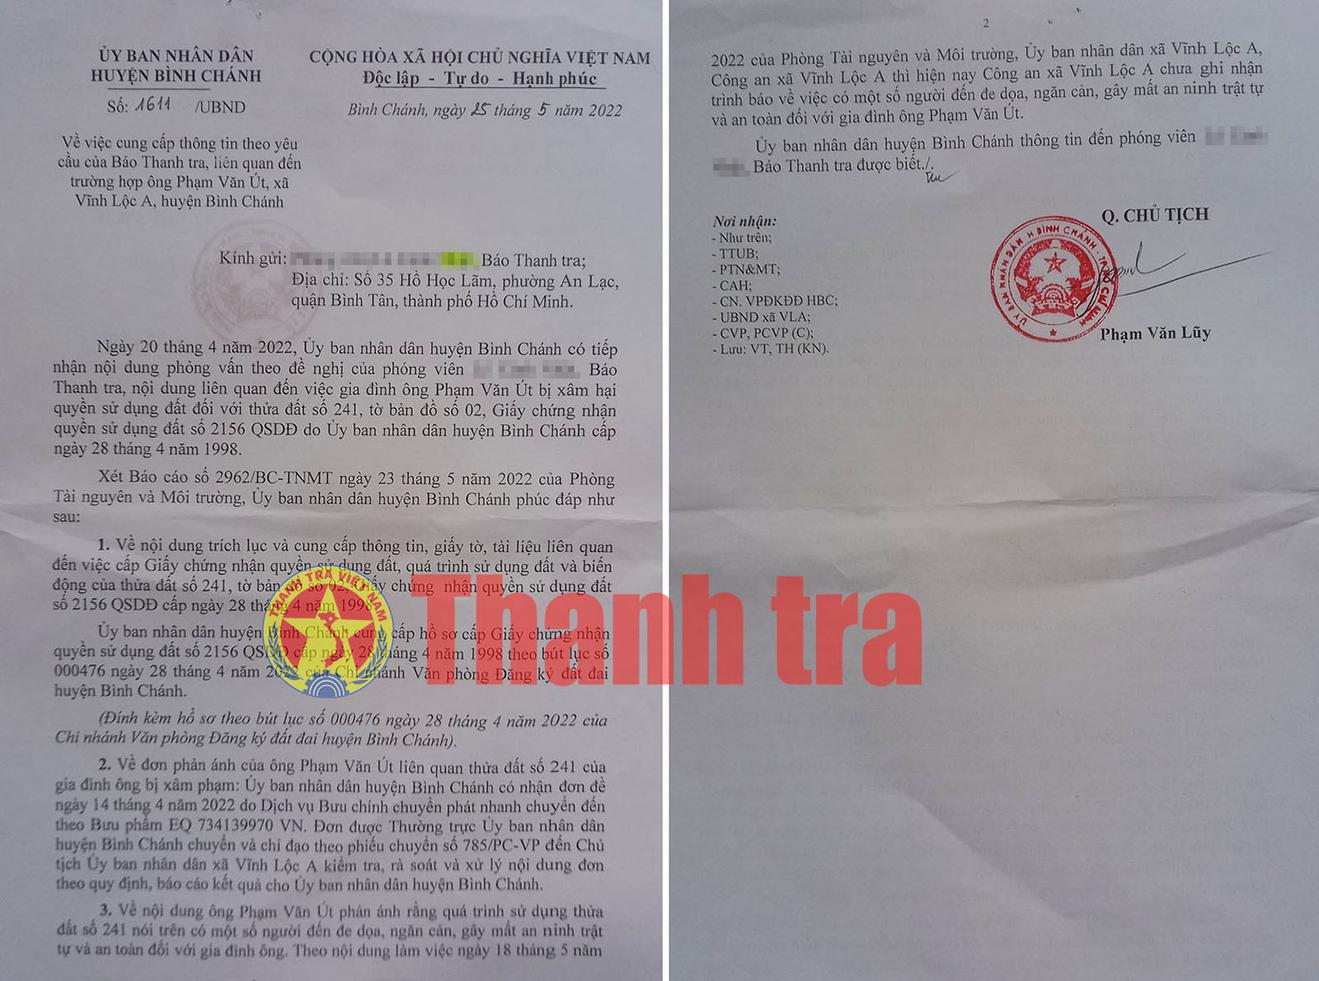 ỦY BAN NHÂN DÂN
HUYỆN BÌNH CHÁNH
Số: 1611 /UBND
Về việc cung cấp thông tin theo yêu
cầu của Báo Thanh tra, liên quan đến
trường hợp ông Phạm Văn Út, xã
Vĩnh Lộc A, huyện Bình Chánh
CỘNG HÒA XÃ HỘI CHỦ NGHĨA VIỆT NAM
Độc lập - Tự do - Hạnh phúc
Bình Chánh, ngày 25 tháng 5 năm 2022
Kính gửi: Báo Thanh tra;
Địa chỉ: Số 35 Hồ Học Lãm, phường An Lạc,
quận Bình Tân, thành phố Hồ Chí Minh.
Ngày 20 tháng 4 năm 2022, Ủy ban nhân dân huyện Bình Chánh có tiếp
nhận nội dung phỏng vấn theo đề nghị của phóng viên Báo
Thanh tra, nội dung liên quan đến việc gia đình ông Phạm Văn Út bị xâm hại
quyền sử dụng đất đối với thửa đất số 241, tờ bản đồ số 02, Giấy chứng nhận
quyền sử dụng đất số 2156 QSDĐ do Ủy ban nhân dân huyện Bình Chánh cấp
ngày 28 tháng 4 năm 1998.
Xét Báo cáo số 2962/BC-TNMT ngày 23 tháng 5 năm 2022 của Phòng
Tài nguyên và Môi trường, Ủy ban nhân dân huyện Bình Chánh phúc đáp như
sau:
1. Về nội dung trích lục và cung cấp thông tin, giấy tờ, tài liệu liên quan
đến việc cấp Giấy chứng nhận quyền sử dụng đất, quá trình sử dụng đất và biến
động của thửa đất số 241, tờ bản đồ số 02, Giấy chứng nhận quyền sử dụng đất
số 2156 QSDĐ cấp ngày 28 tháng 4 năm 1998
Ủy ban nhân dân huyện Bình Chánh cung cấp hồ sơ cấp Giấy chứng nhận
quyền sử dụng đất số 2156 QSDĐ cấp ngày 28 tháng 4 năm 1998 theo bút lục số
000476 ngày 28 tháng 4 năm 2022 của Chi nhánh Văn phòng Đăng ký đất đai
huyện Bình Chánh.
(Đính kèm hồ sơ theo bút lục số 000476 ngày 28 tháng 4 năm 2022 của
Chi nhánh Văn phòng Đăng ký đất đai huyện Bình Chánh).
2. Về đơn phản ánh của ông Phạm Văn Út liên quan thửa đất số 241 của
gia đình ông bị xâm phạm: Ủy ban nhân dân huyện Bình Chánh có nhận đơn đề
ngày 14 tháng 4 năm 2022 do Dịch vụ Bưu chính chuyển phát nhanh chuyển đến
theo Bưu phẩm EQ 734139970 VN. Đơn được Thường trực Ủy ban nhân dân
huyện Bình Chánh chuyển và chỉ đạo theo phiếu chuyển số 785/PC-VP đến Chủ
tịch Ủy ban nhân dân xã Vĩnh Lộc A kiểm tra, rà soát và xử lý nội dung đơn
theo quy định, báo cáo kết quả cho Ủy ban nhân dân huyện Bình Chánh.
3. Về nội dung ông Phạm Văn Út phản ánh rằng quá trình sử dụng thửa
đất số 241 nói trên có một số người đến đe dọa, ngăn cản, gây mất an ninh trật
tự và an toàn đối với gia đình ông. Theo nội dung làm việc ngày 18 tháng 5 năm
THANH TRA VIỆT NAM
Thanh tra
2
2022 của Phòng Tài nguyên và Môi trường, Ủy ban nhân dân xã Vĩnh Lộc A,
Công an xã Vĩnh Lộc A thì hiện nay Công an xã Vĩnh Lộc A chưa ghi nhận
trình báo về việc có một số người đến đe dọa, ngăn cản, gây mất an ninh trật tự
và an toàn đối với gia đình ông Phạm Văn Út.
Ủy ban nhân dân huyện Bình Chánh thông tin đến phóng viên
Báo Thanh tra được biết./.
Nơi nhận:
- Như trên;
- TTUB;
- PTN&MT;
- CAH;
- CN. VPĐKĐĐ HBC;
- UBND xã VLA;
- CVP, PCVP (C);
- Lưu: VT, TH (KN).
Q. CHỦ TỊCH
ỦY BAN NHÂN DÂN H BÌNH CHÁNH
Phạm Văn Lũy